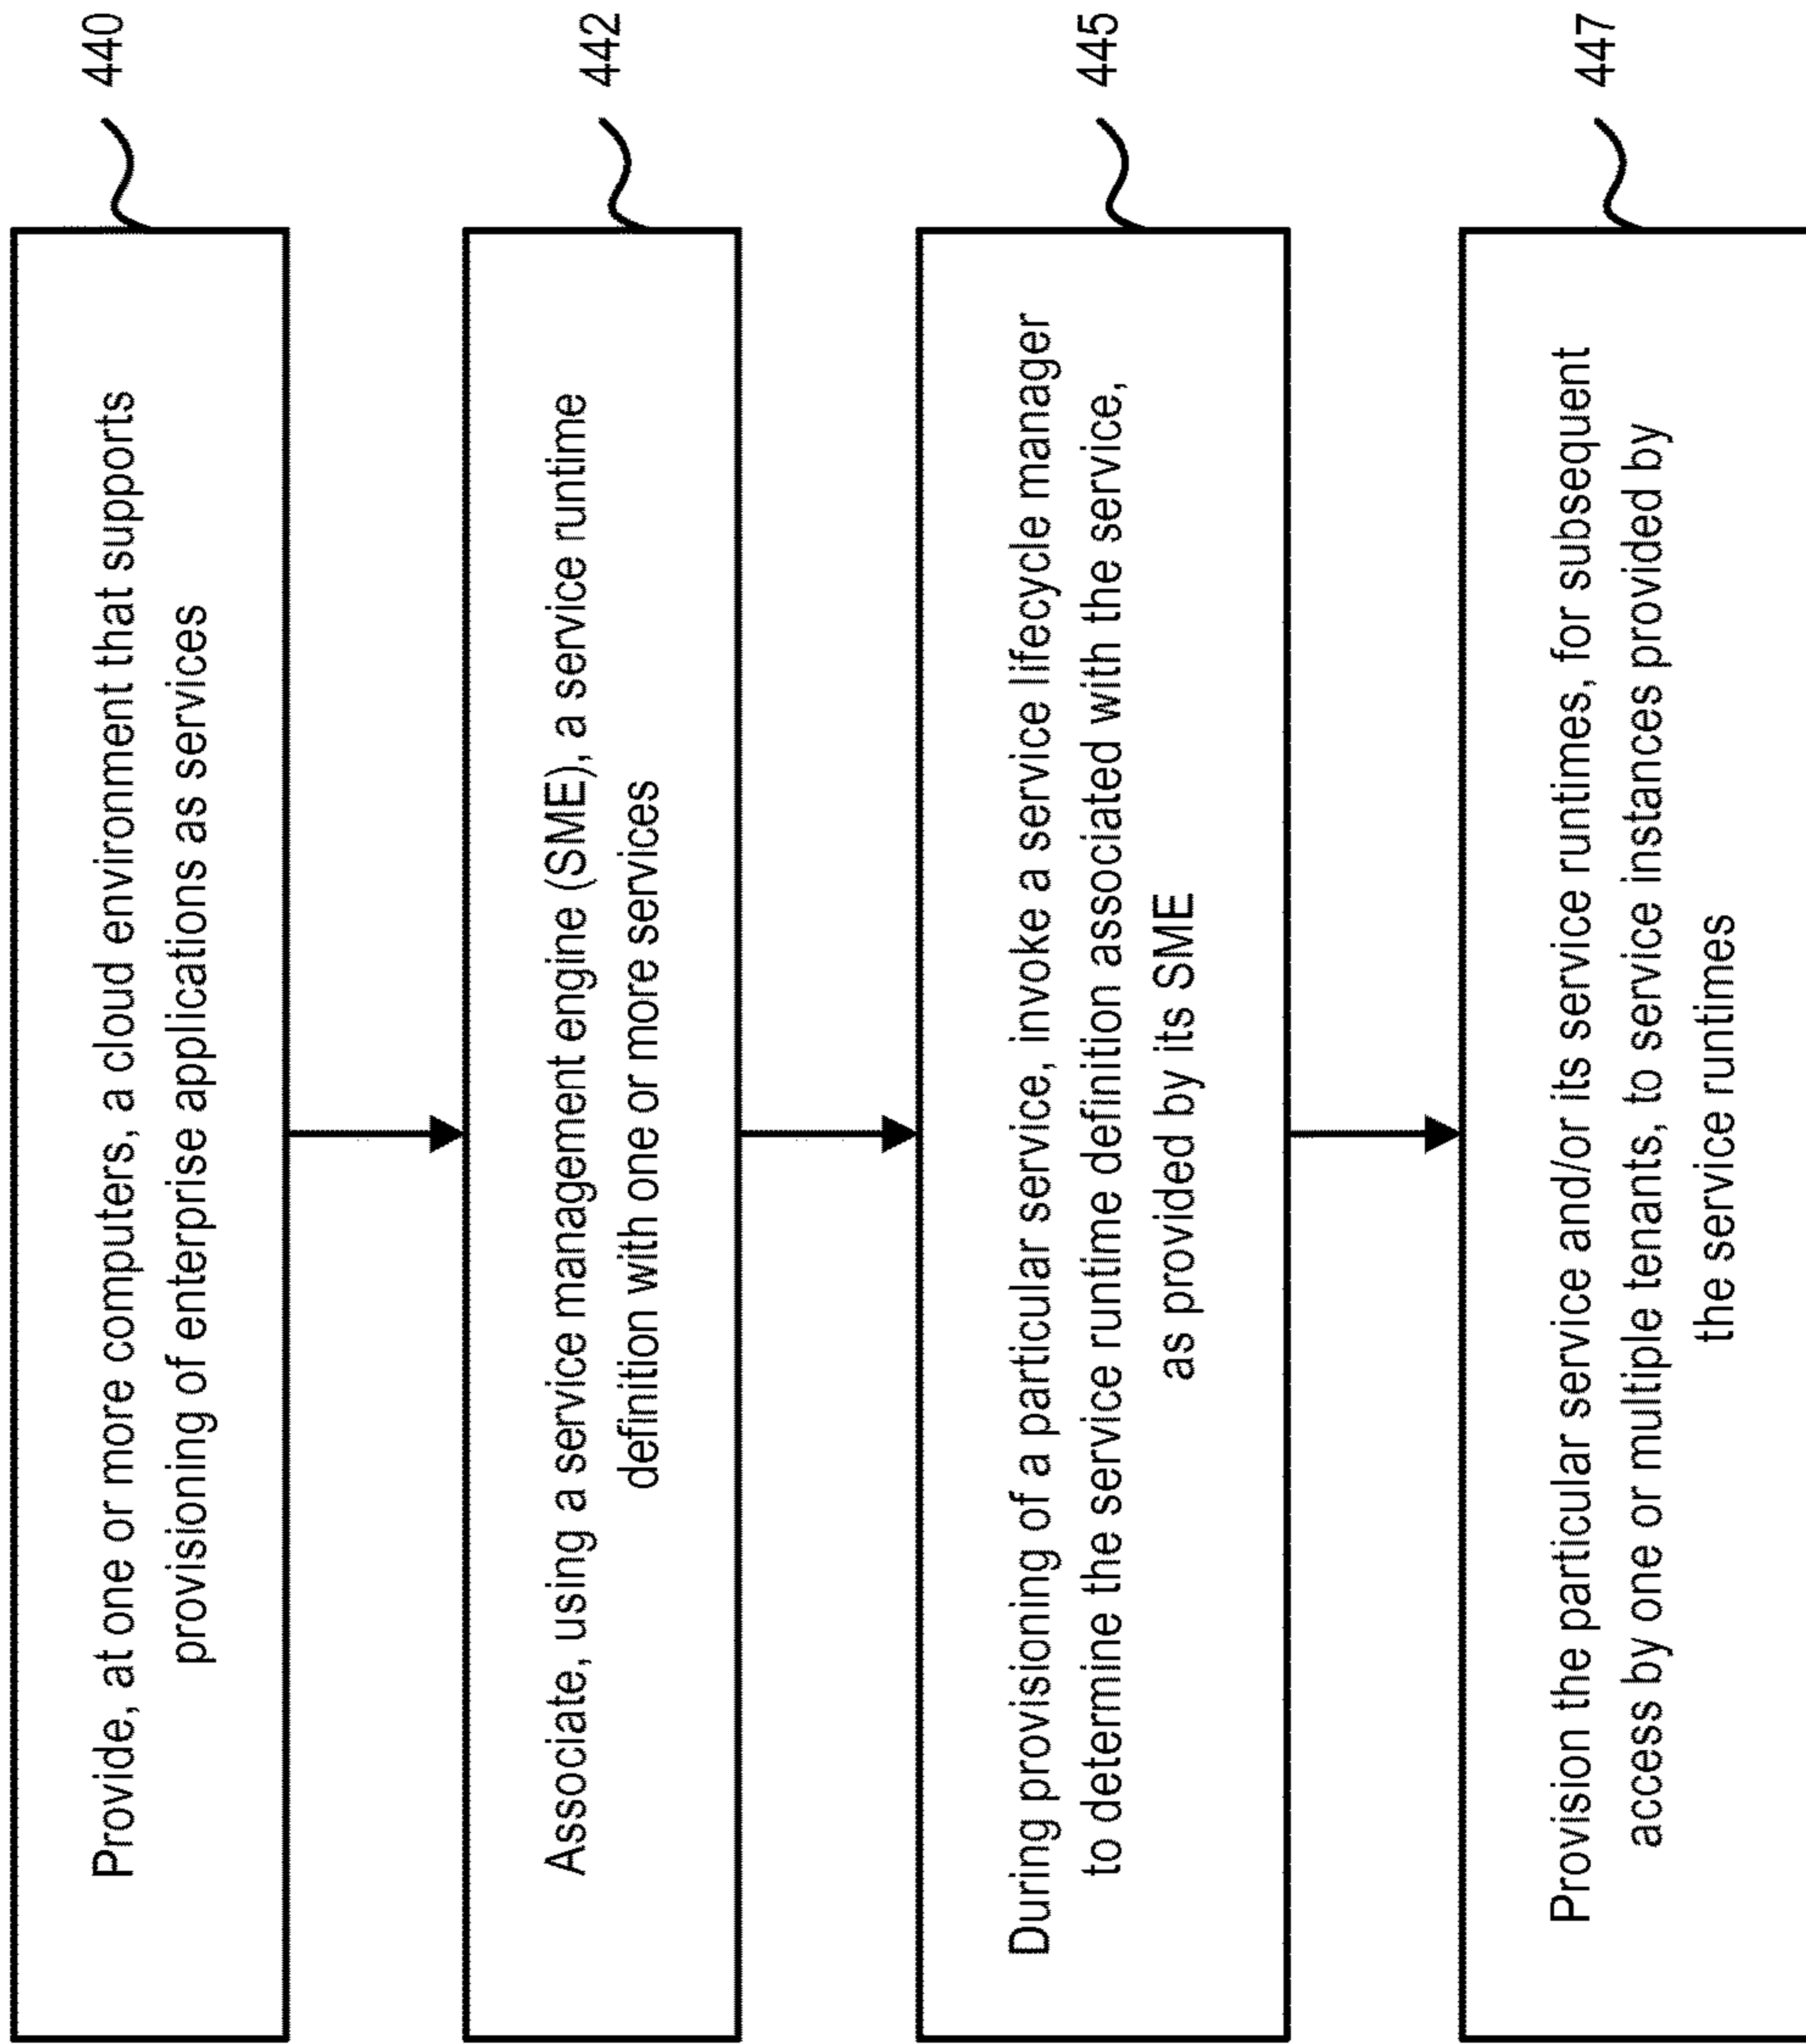 Provide, at one or more computers, a cloud environment that supports
provisioning of enterprise applications as services
440
Associate, using a service management engine (SME), a service runtime
definition with one or more services
442
During provisioning of a particular service, invoke a service lifecycle manager
to determine the service runtime definition associated with the service,
as provided by its SME
445
Provision the particular service and/or its service runtimes, for subsequent
access by one or multiple tenants, to service instances provided by
the service runtimes
447